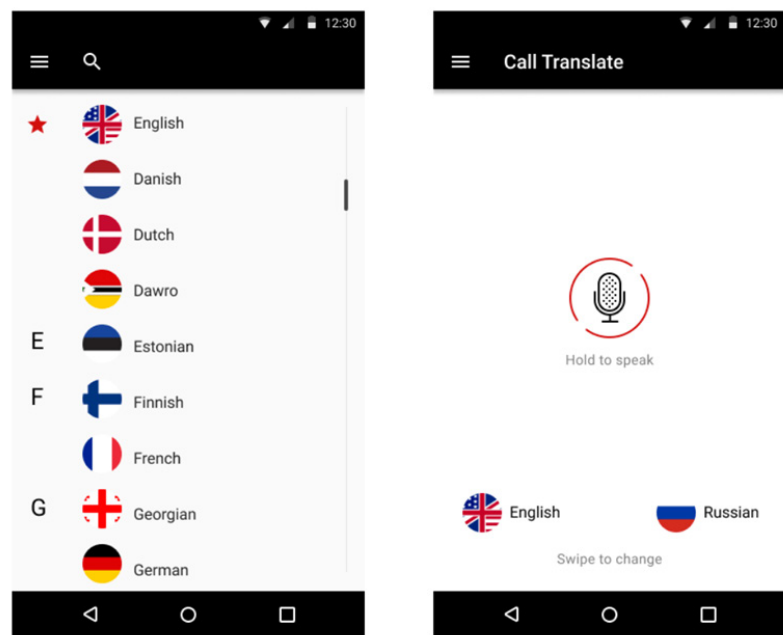 12:30
English
Danish
Dutch
Dawro
E
Estonian
F
Finnish
French
G
Georgian
German
12:30
Call Translate
Hold to speak
English
Russian
Swipe to change